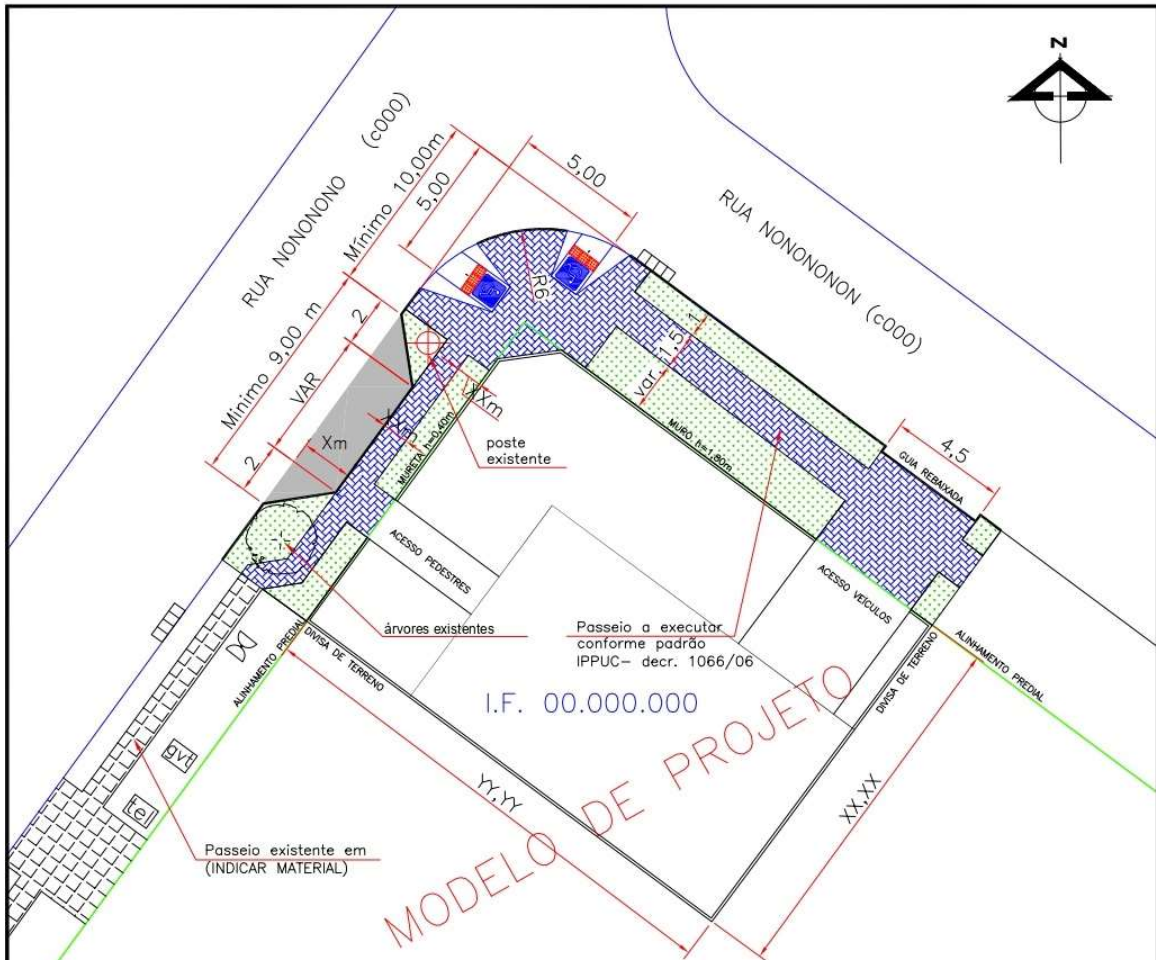 N
RUA NONONONO (c000)
Mínimo 10,00m
5,00
5,00
RUA NONONONON (c000)
R6
Minimo 9,00 m
2
VAR
2
Xm
XXm
1
1,5
var.
4,5
GUIA REBAIXADA
MURETA h=0,40m
MURO h=1,80m
poste
existente
ACESSO PEDESTRES
ACESSO VEÍCULOS
árvores existentes
Passeio a executar
conforme padrão
IPPUC- decr. 1066/06
ALINHAMENTO PREDIAL
DIVISA DE TERRENO
DIVISA DE TERRENO
ALINHAMENTO PREDIAL
I.F. 00.000.000
gvt
tel
YY,YY
XX,XX
MODELO DE PROJETO
Passeio existente em
(INDICAR MATERIAL)